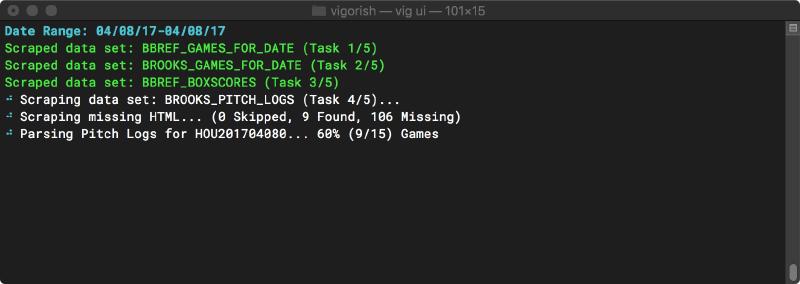 vigorish — vig ui — 101×15
Date Range: 04/08/17-04/08/17
Scraped data set: BBREF_GAMES_FOR_DATE (Task 1/5)
Scraped data set: BROOKS_GAMES_FOR_DATE (Task 2/5)
Scraped data set: BBREF_BOXSCORES (Task 3/5)
Scraping data set: BROOKS_PITCH_LOGS (Task 4/5)...
Scraping missing HTML... (0 Skipped, 9 Found, 106 Missing)
Parsing Pitch Logs for HOU201704080... 60% (9/15) Games